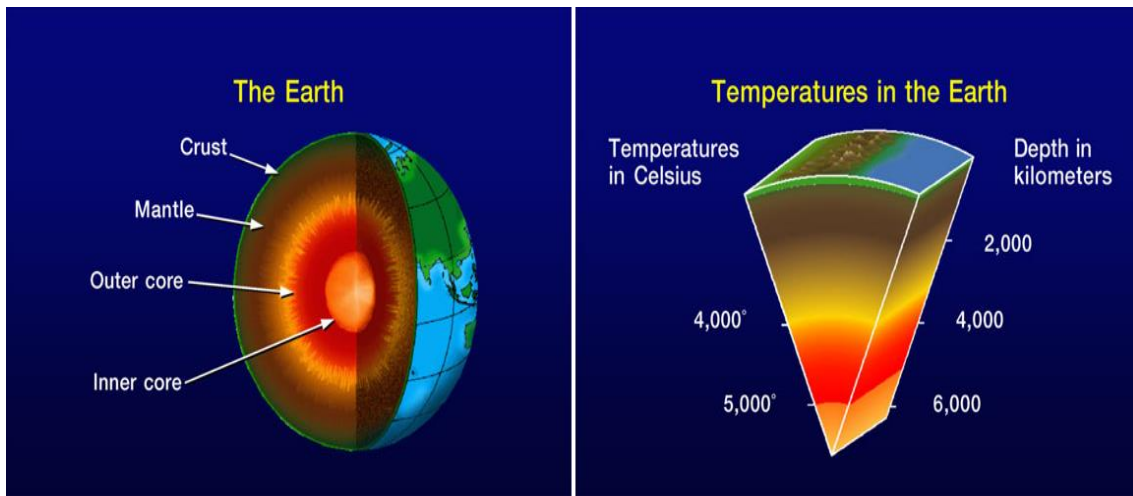 The Earth
Crust
Mantle
Outer core
Inner core
Temperatures in the Earth
Temperatures
in Celsius
Depth in
kilometers
2,000
4,000°
4,000
5,000°
6,000